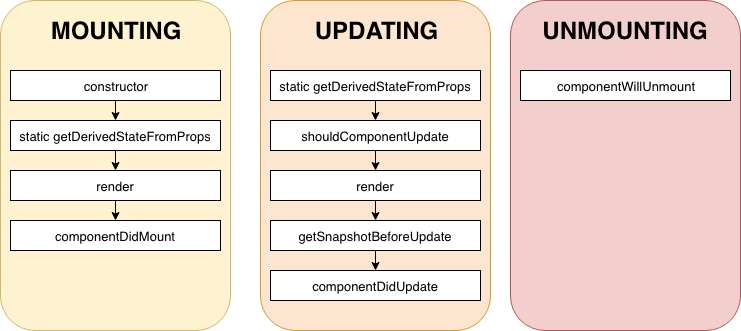 MOUNTING
constructor
static getDerivedStateFromProps
render
componentDidMount
UPDATING
static getDerivedStateFromProps
shouldComponentUpdate
render
getSnapshotBeforeUpdate
componentDidUpdate
UNMOUNTING
componentWillUnmount